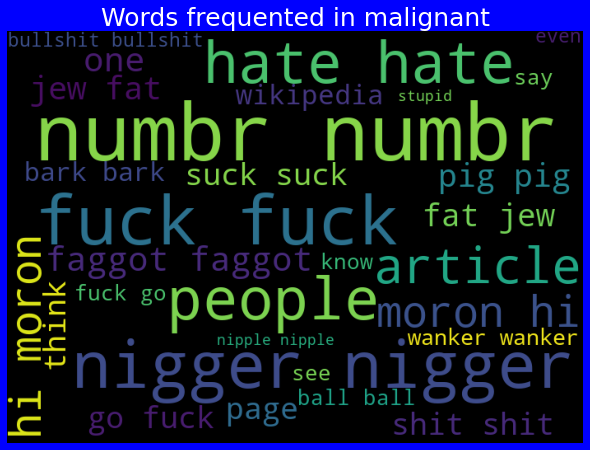 Words frequented in malignant
bullshit bullshit
even
one
hate hate
say
jew fat
wikipedia
stupid
numbr numbr
bark bark
suck suck
pig pig
fuck fuck
fat jew
faggot faggot
know
article
hi moron
think
fuck go
people
moron hi
nipple nipple
wanker wanker
nigger nigger
see
ball ball
go fuck
page
shit shit